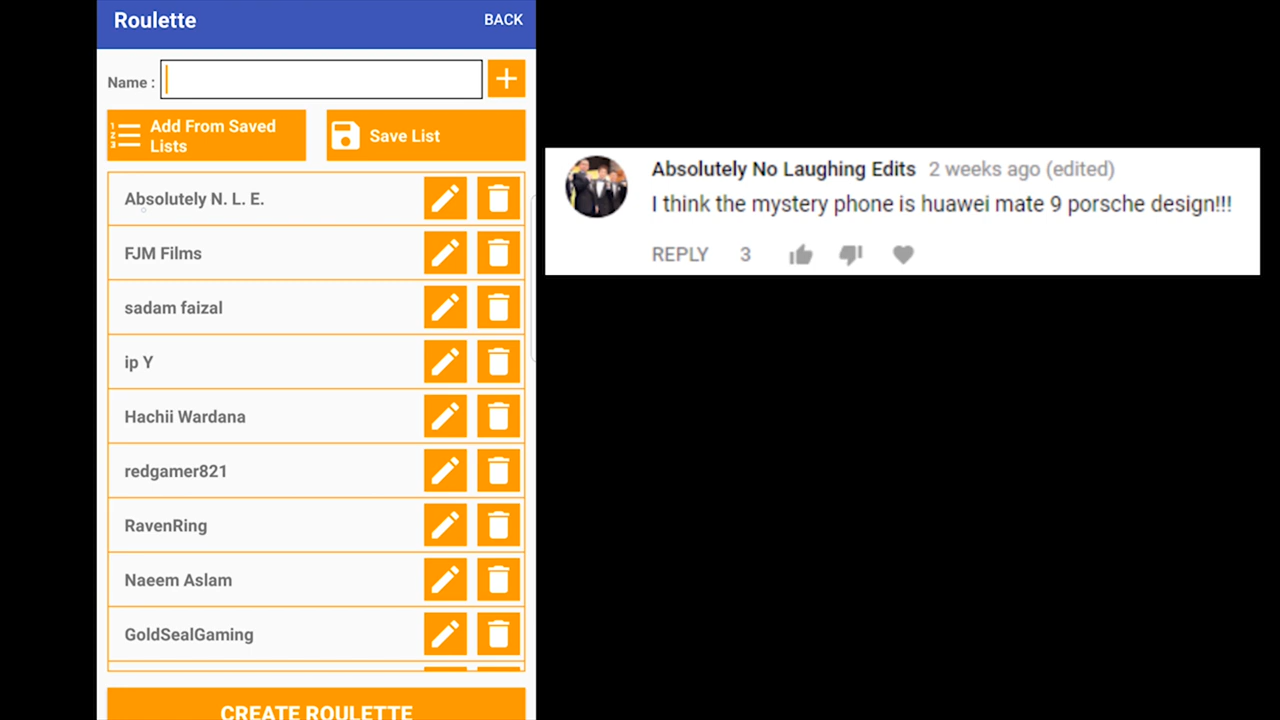 Roulette
BACK
Name :
Add From Saved
Lists
Save List
Absolutely N. L. E.
FJM Films
sadam faizal
ip Y
Hachii Wardana
redgamer821
RavenRing
Naeem Aslam
GoldSealGaming
CREATE ROULETTE
Absolutely No Laughing Edits 2 weeks ago (edited)
I think the mystery phone is huawei mate 9 porsche design!!!
REPLY 3